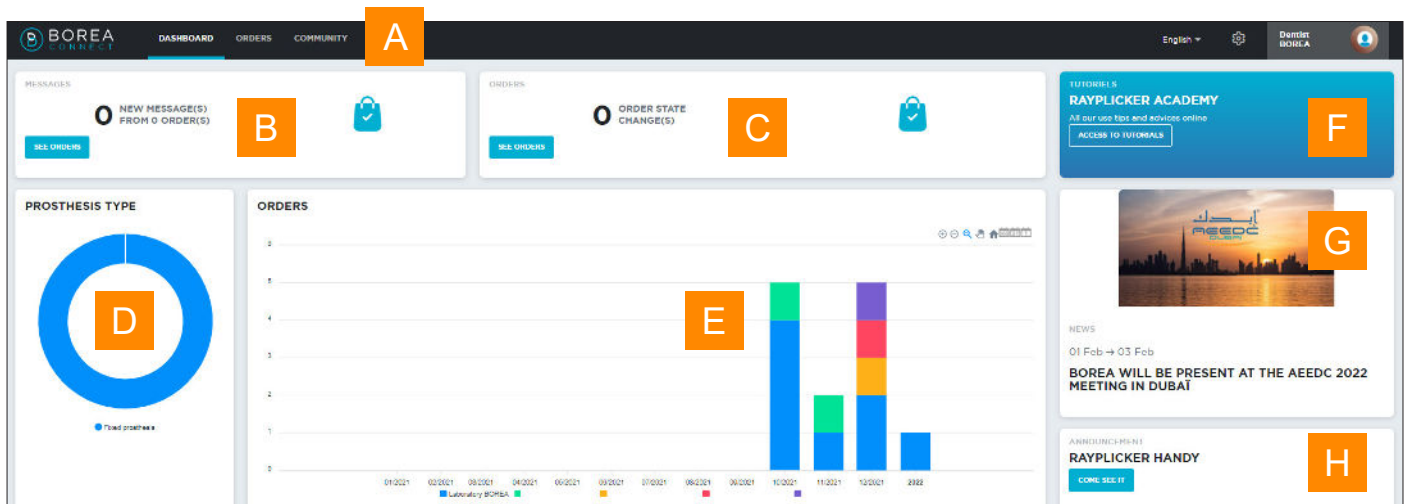 BOREA
CONNECT
DASHBOARD ORDERS COMMUNITY
A
English
Dentist
BOREA
MESSAGES
0 NEW MESSAGE(S)
FROM 0 ORDER(S)
B
SEE ORDERS
ORDERS
0 ORDER STATE
CHANGE(S)
C
SEE ORDERS
TUTORIELS
RAYPLICKER ACADEMY
All our use tips and advices online
ACCESS TO TUTORIALS
F
PROSTHESIS TYPE
D
Fixed prosthesis
ORDERS
5
4
3
2
1
0
E
01/2021 02/2021 03/2021 04/2021 05/2021 06/2021 07/2021 08/2021 09/2021 10/2021 11/2021 12/2021 2022
Laboratory BOREA
أيدك
AEEDC
DUBAI
G
NEWS
01 Feb → 03 Feb
BOREA WILL BE PRESENT AT THE AEEDC 2022
MEETING IN DUBAÏ
ANNOUNCEMENT
RAYPLICKER HANDY
COME SEE IT
H